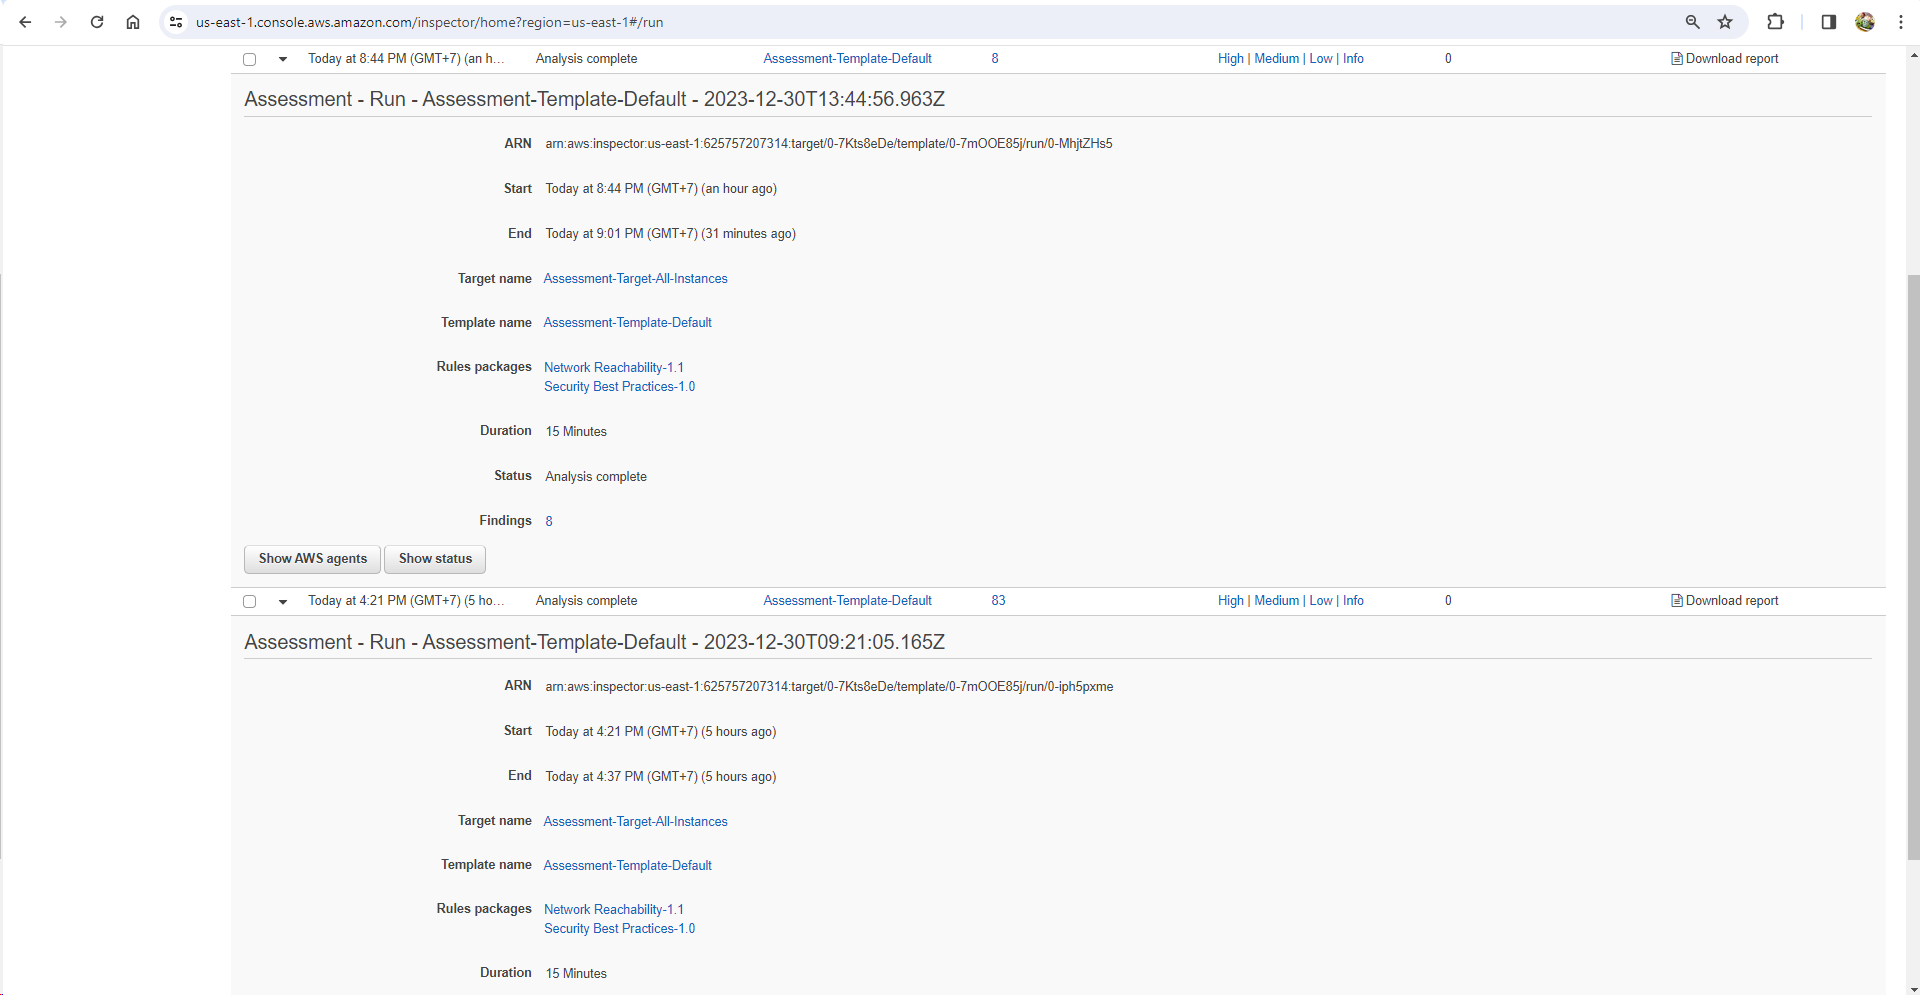 us-east-1.console.aws.amazon.com/inspector/home?region=us-east-1#/run
Today at 8:44 PM (GMT+7) (an h... Analysis complete Assessment-Template-Default 8 High | Medium | Low | Info 0 Download report
Assessment - Run - Assessment-Template-Default - 2023-12-30T13:44:56.963Z
ARN arn:aws:inspector:us-east-1:625757207314:target/0-7Kts8eDe/template/0-7mOOE85j/run/0-MhjtZHs5
Start Today at 8:44 PM (GMT+7) (an hour ago)
End Today at 9:01 PM (GMT+7) (31 minutes ago)
Target name Assessment-Target-All-Instances
Template name Assessment-Template-Default
Rules packages Network Reachability-1.1
Security Best Practices-1.0
Duration 15 Minutes
Status Analysis complete
Findings 8
Show AWS agents Show status
Today at 4:21 PM (GMT+7) (5 ho... Analysis complete Assessment-Template-Default 83 High | Medium | Low | Info 0 Download report
Assessment - Run - Assessment-Template-Default - 2023-12-30T09:21:05.165Z
ARN arn:aws:inspector:us-east-1:625757207314:target/0-7Kts8eDe/template/0-7mOOE85j/run/0-iph5pxme
Start Today at 4:21 PM (GMT+7) (5 hours ago)
End Today at 4:37 PM (GMT+7) (5 hours ago)
Target name Assessment-Target-All-Instances
Template name Assessment-Template-Default
Rules packages Network Reachability-1.1
Security Best Practices-1.0
Duration 15 Minutes